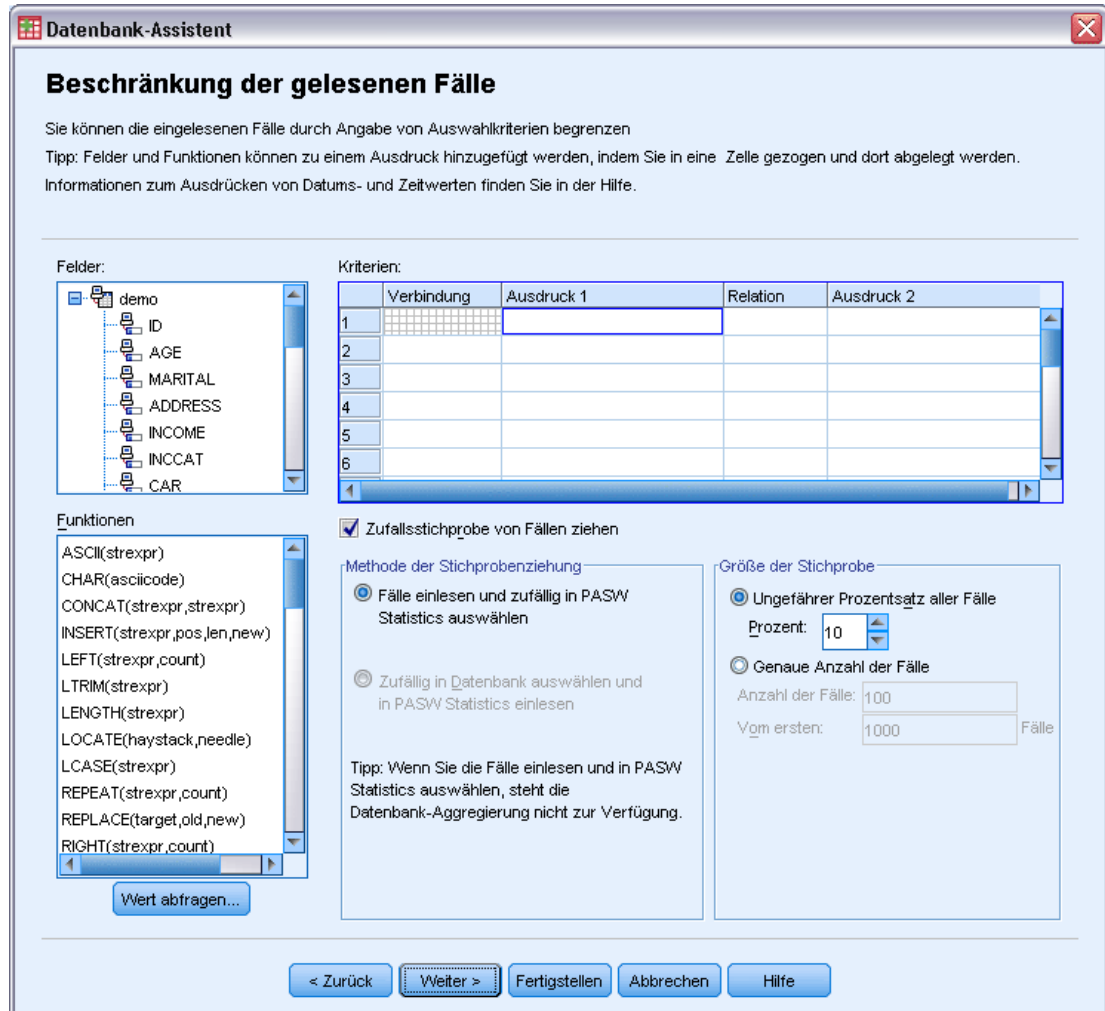 Datenbank-Assistent
Beschränkung der gelesenen Fälle
Sie können die eingelesenen Fälle durch Angabe von Auswahlkriterien begrenzen
Tipp: Felder und Funktionen können zu einem Ausdruck hinzugefügt werden, indem Sie in eine Zelle gezogen und dort abgelegt werden.
Informationen zum Ausdrücken von Datums- und Zeitwerten finden Sie in der Hilfe.
Felder:
demo
ID
AGE
MARITAL
ADDRESS
INCOME
INCCAT
CAR
Kriterien:
Verbindung Ausdruck 1 Relation Ausdruck 2
1
2
3
4
5
6
Funktionen
ASCII(strexpr)
CHAR(asciicode)
CONCAT(strexpr,strexpr)
INSERT(strexpr,pos,len,new)
LEFT(strexpr,count)
LTRIM(strexpr)
LENGTH(strexpr)
LOCATE(haystack,needle)
LCASE(strexpr)
REPEAT(strexpr,count)
REPLACE(target,old,new)
RIGHT(strexpr,count)
Wert abfragen...
Zufallsstichprobe von Fällen ziehen
Methode der Stichprobenziehung
Fälle einlesen und zufällig in PASW
Statistics auswählen
Zufällig in Datenbank auswählen und
in PASW Statistics einlesen
Tipp: Wenn Sie die Fälle einlesen und in PASW
Statistics auswählen, steht die
Datenbank-Aggregierung nicht zur Verfügung.
Größe der Stichprobe
Ungefährer Prozentsatz aller Fälle
Prozent: 10
Genaue Anzahl der Fälle
Anzahl der Fälle: 100
Vom ersten: 1000 Fälle
< Zurück Weiter > Fertigstellen Abbrechen Hilfe